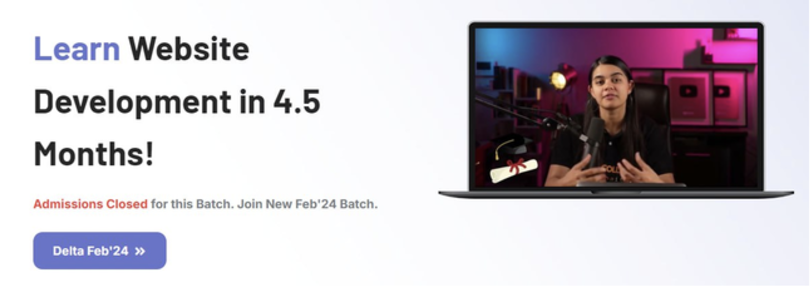 Learn Website
Development in 4.5
Months!
Admissions Closed for this Batch. Join New Feb'24 Batch.
Delta Feb'24 »